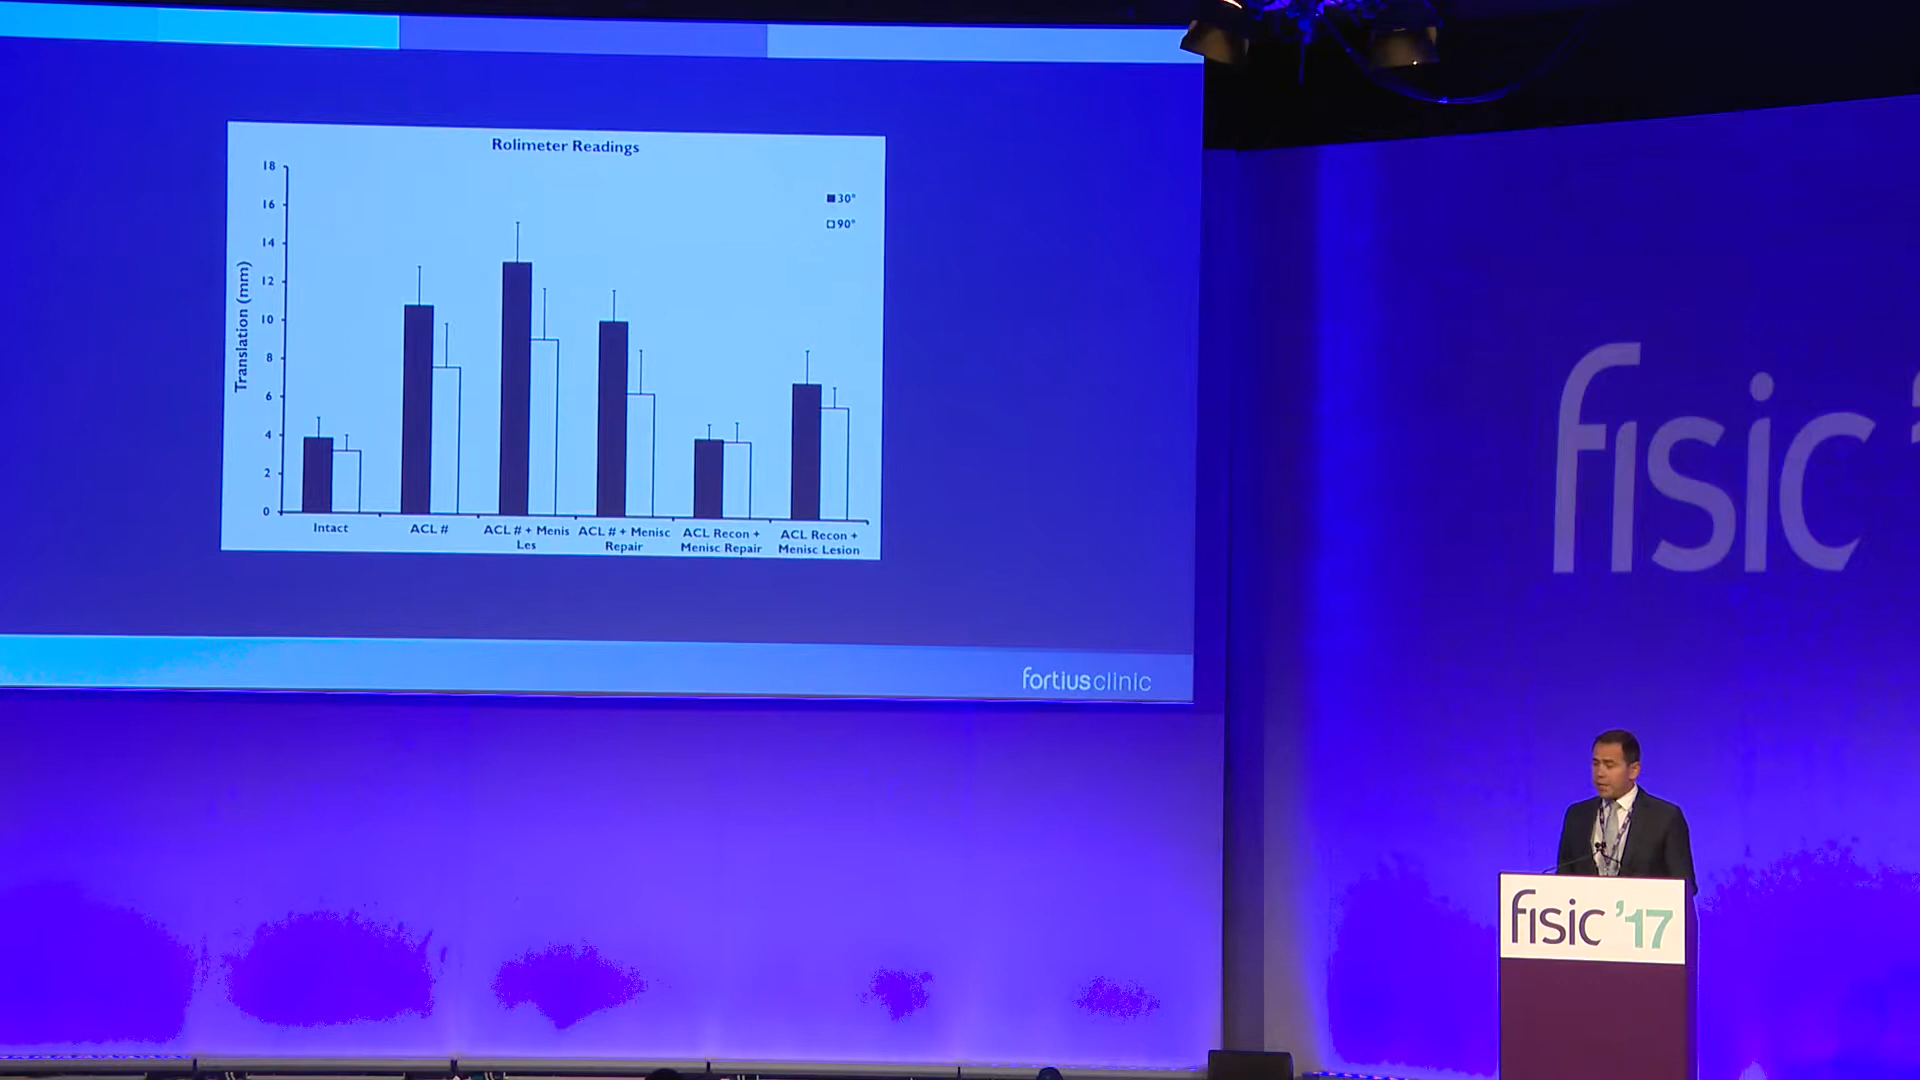 Rolimeter Readings
18
16
14
12
10
8
6
4
2
0
Translation (mm)
30°
90°
Intact
ACL #
ACL # + Menis
Les
ACL # + Menisc
Repair
ACL Recon +
Menisc Repair
ACL Recon +
Menisc Lesion
fortiusclinic
fisic '
fisic '17